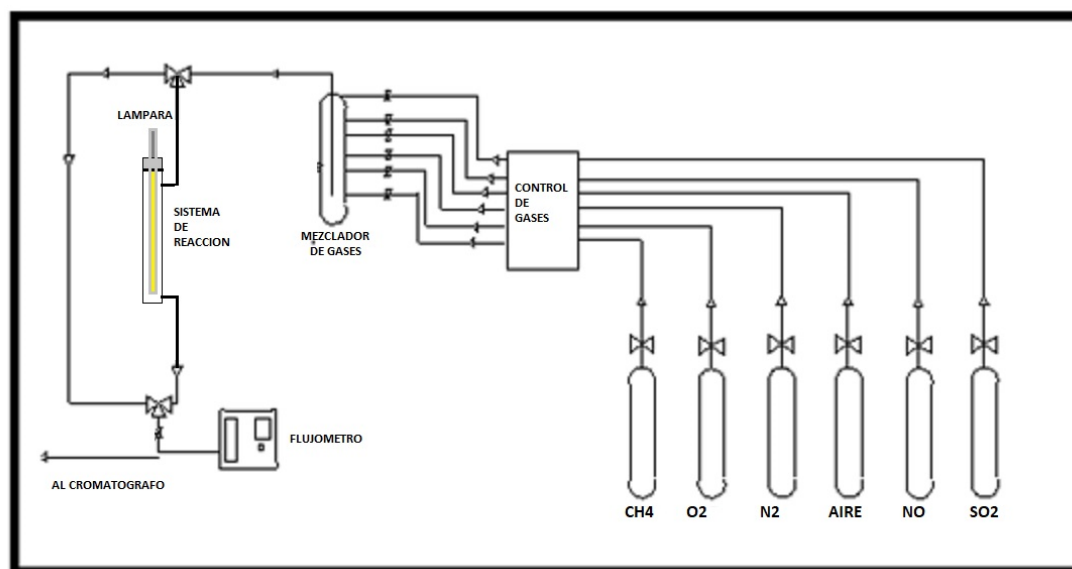 LAMPARA
SISTEMA
DE
REACCION
MEZCLADOR
DE GASES
CONTROL
DE
GASES
FLUJOMETRO
AL CROMATOGRAFO
CH4 O2 N2 AIRE NO SO2